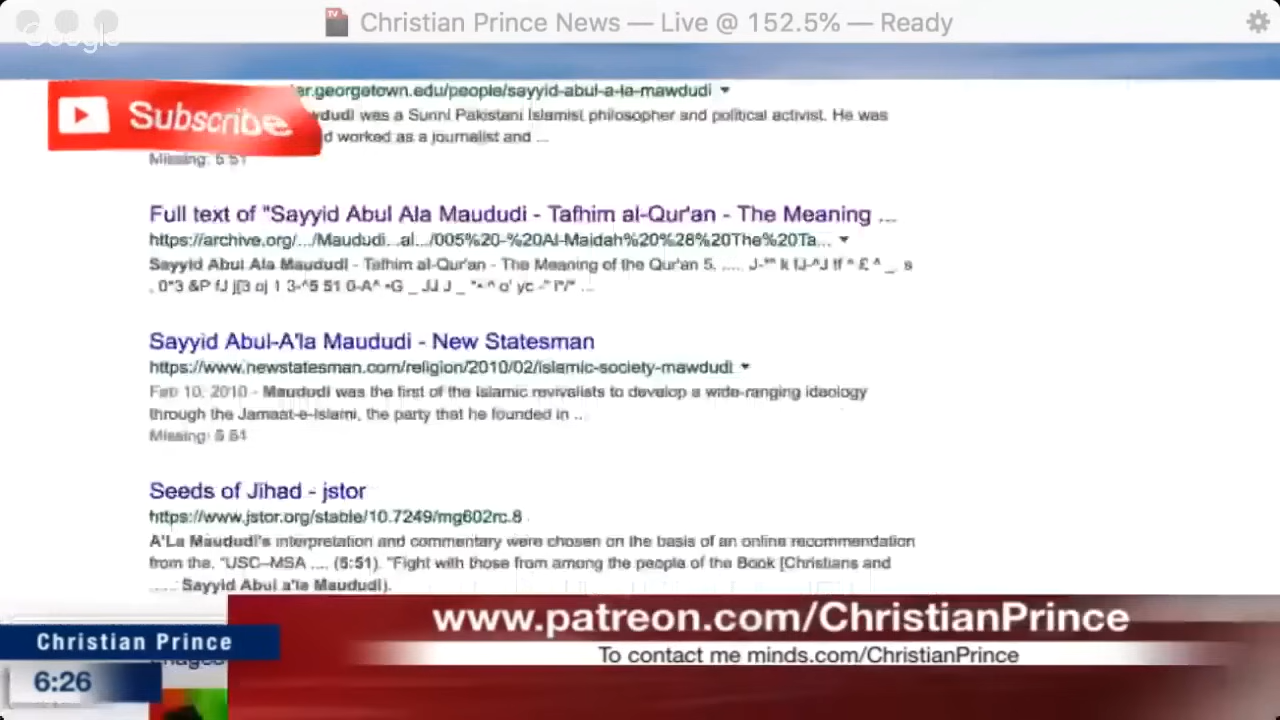 Google
Christian Prince News — Live @ 152.5% — Ready
Subscribe
ar.georgetown.edu/people/sayyid-abul-a-la-mawdudi
wdudi was a Sunni Pakistani Islamist philosopher and political activist. He was
d worked as a journalist and ...
Missing: 5 51
Full text of "Sayyid Abul Ala Maududi - Tafhim al-Qur'an - The Meaning ...
https://archive.org/.../Maududi...al.../005%20-%20Al-Maidah%20%28%20The%20Ta...
Sayyid Abul Ala Maududi - Tafhim al-Qur'an - The Meaning of the Qur'an 5,
Sayyid Abul-A'la Maududi - New Statesman
https://www.newstatesman.com/religion/2010/02/islamic-society-mawdudi
Feb 10, 2010 - Maududi was the first of the Islamic revivalists to develop a wide-ranging ideology
through the Jamaat-e-Islami, the party that he founded in ...
Missing: 5 51
Seeds of Jihad - jstor
https://www.jstor.org/stable/10.7249/mg602rc.8
A'La Maududi's interpretation and commentary were chosen on the basis of an online recommendation
from the. "USC–MSA .... (5:51). "Fight with those from among the people of the Book [Christians and
..... Sayyid Abul a'la Maududi).
www.patreon.com/ChristianPrince
Christian Prince
To contact me minds.com/ChristianPrince
6:26